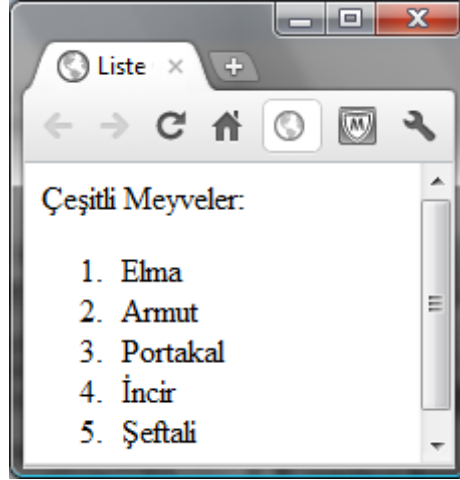 Liste
Çeşitli Meyveler:
1. Elma
2. Armut
3. Portakal
4. İncir
5. Şeftali